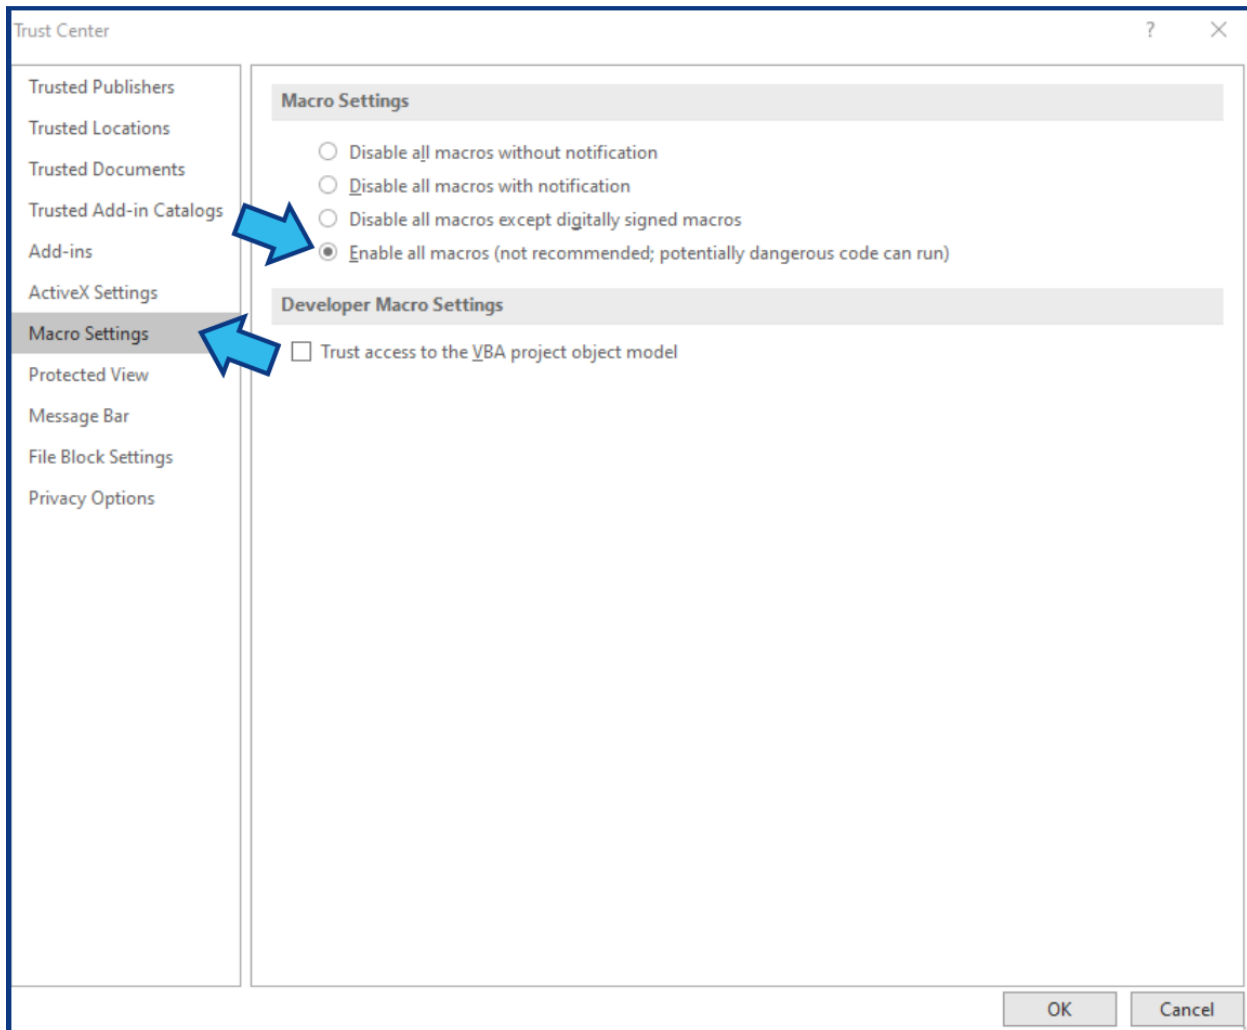 Trust Center
?
Trusted Publishers
Trusted Locations
Trusted Documents
Trusted Add-in Catalogs
Add-ins
ActiveX Settings
Macro Settings
Protected View
Message Bar
File Block Settings
Privacy Options
Macro Settings
Disable all macros without notification
Disable all macros with notification
Disable all macros except digitally signed macros
Enable all macros (not recommended; potentially dangerous code can run)
Developer Macro Settings
Trust access to the VBA project object model
OK
Cancel